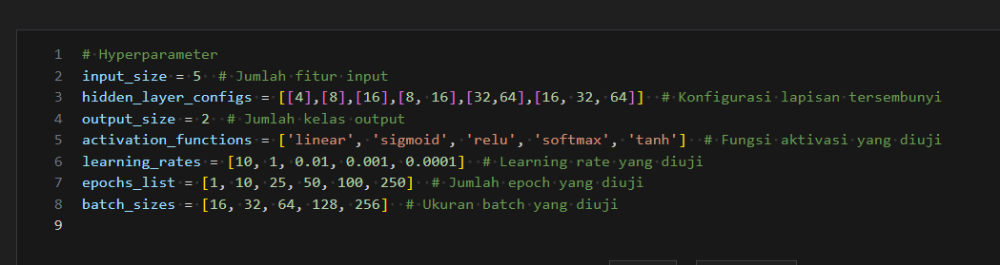 1 # Hyperparameter
2 input_size = 5  # Jumlah fitur input
3 hidden_layer_configs = [[4],[8],[16],[8, 16],[32,64],[16, 32, 64]]  # Konfigurasi lapisan tersembunyi
4 output_size = 2  # Jumlah kelas output
5 activation_functions = ['linear', 'sigmoid', 'relu', 'softmax', 'tanh']  # Fungsi aktivasi yang diuji
6 learning_rates = [10, 1, 0.01, 0.001, 0.0001]  # Learning rate yang diuji
7 epochs_list = [1, 10, 25, 50, 100, 250]  # Jumlah epoch yang diuji
8 batch_sizes = [16, 32, 64, 128, 256]  # Ukuran batch yang diuji
9